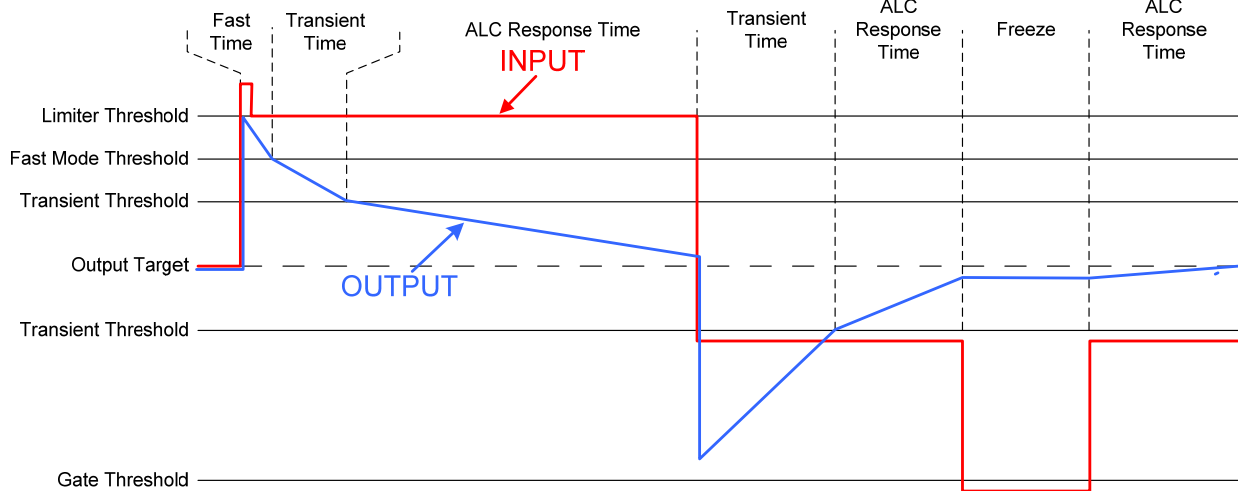 Fast
Time
Transient
Time
ALC Response Time
Transient
Time
ALC
Response
Time
Freeze
ALC
Response
Time
INPUT
Limiter Threshold
Fast Mode Threshold
Transient Threshold
Output Target
OUTPUT
Transient Threshold
Gate Threshold